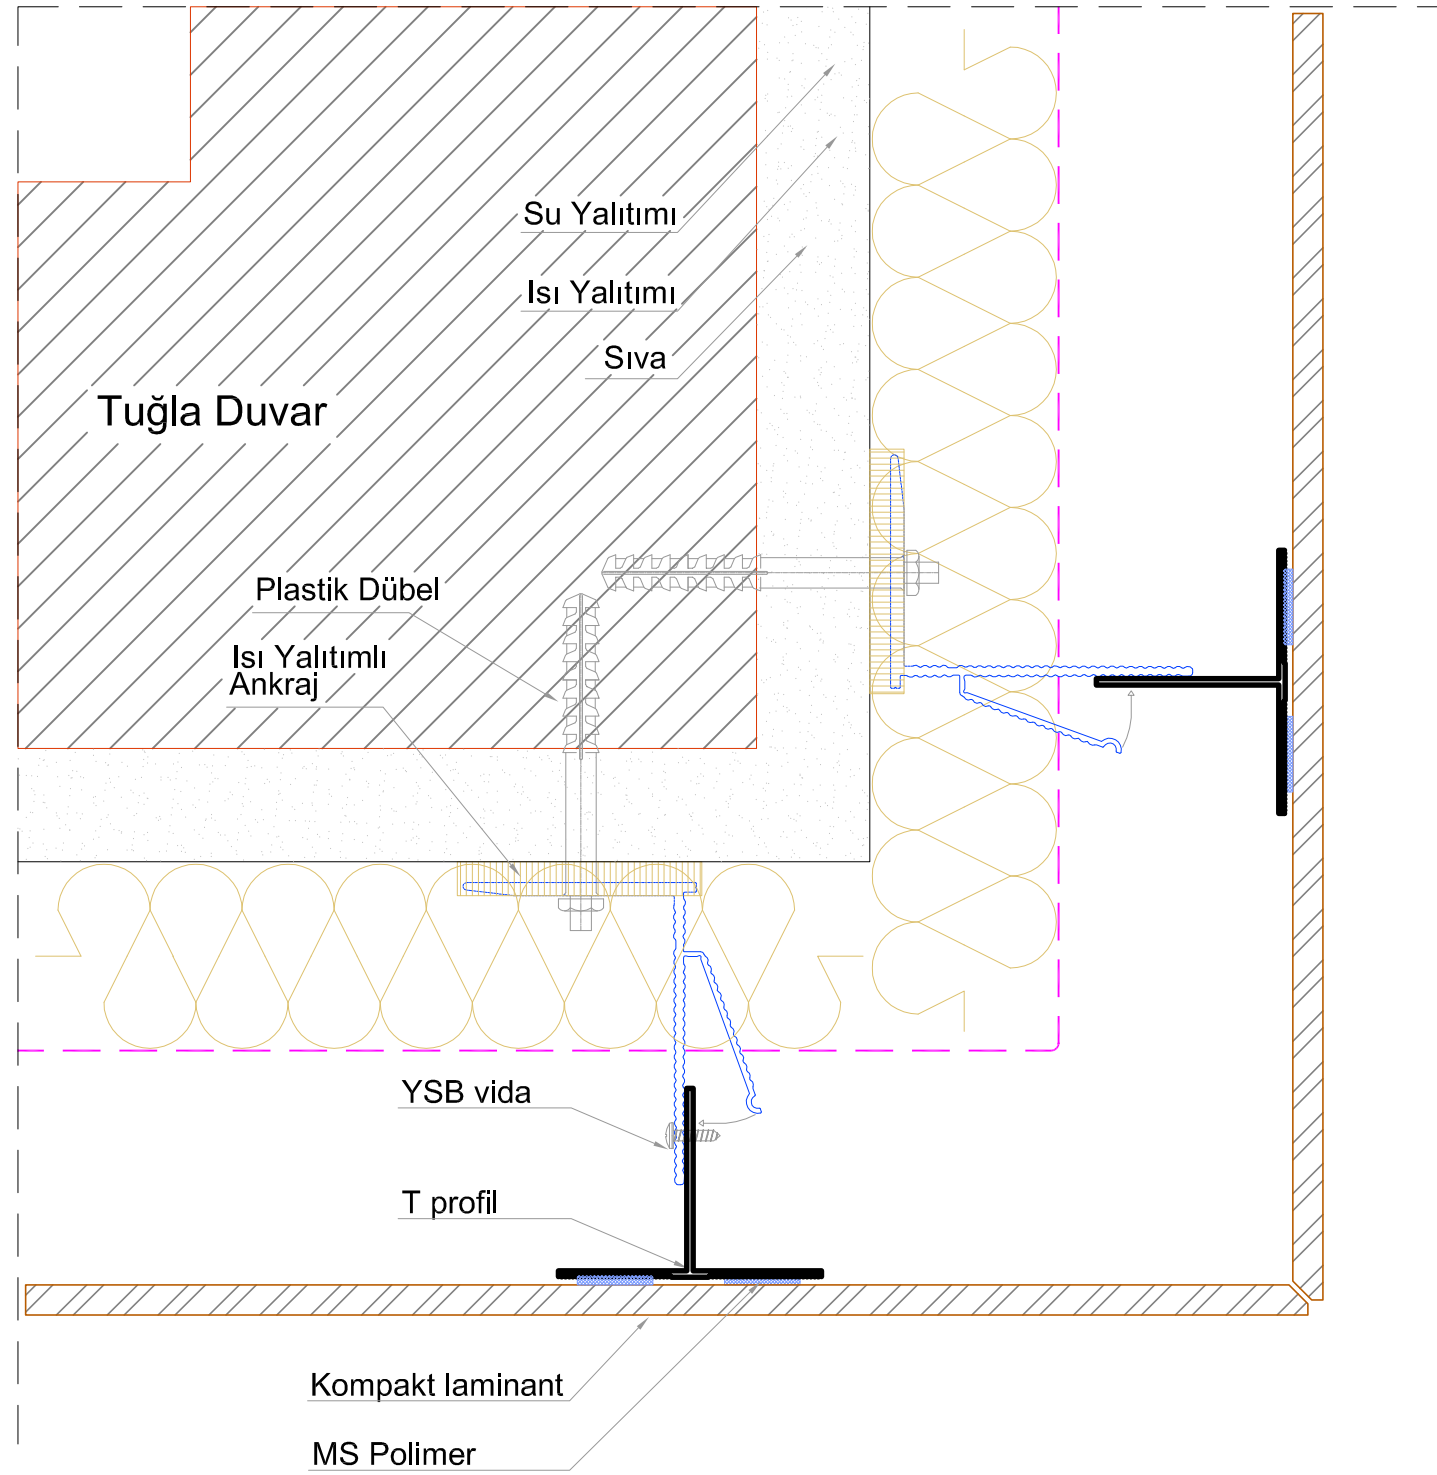 Su Yalıtımı
Isı Yalıtımı
Sıva
Tuğla Duvar
Plastik Dübel
Isı Yalıtımlı
Ankraj
YSB vida
T profil
Kompakt laminant
MS Polimer